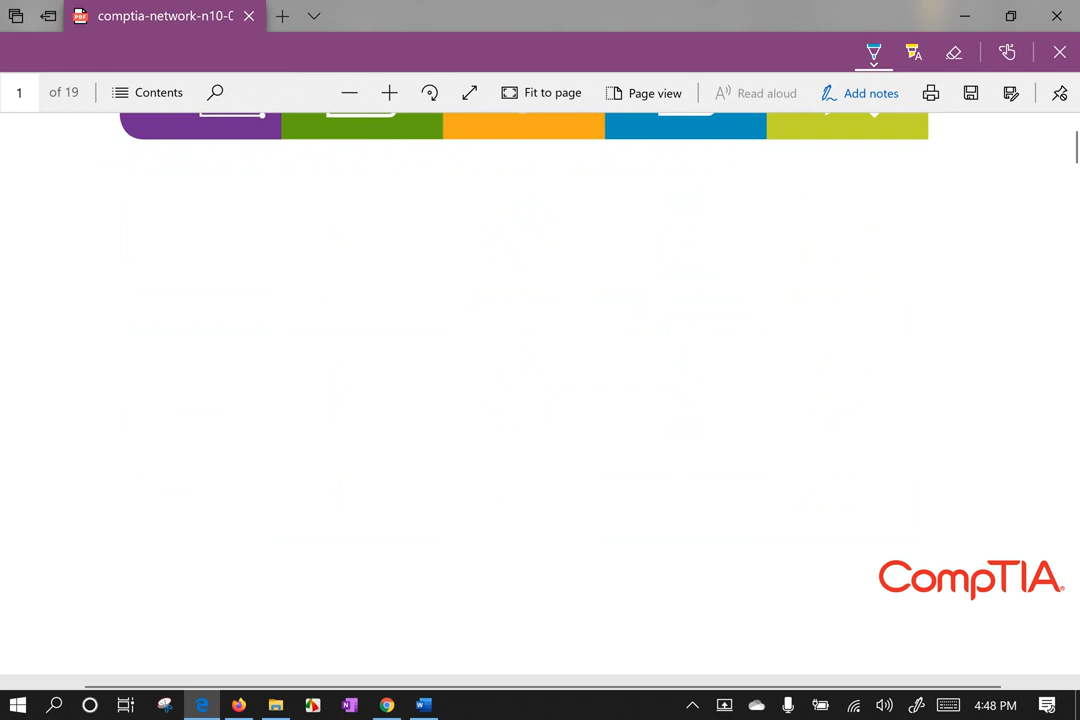 comptia-network-n10-0
1 of 19 Contents Fit to page Page view Read aloud Add notes
CompTIA
4:48 PM